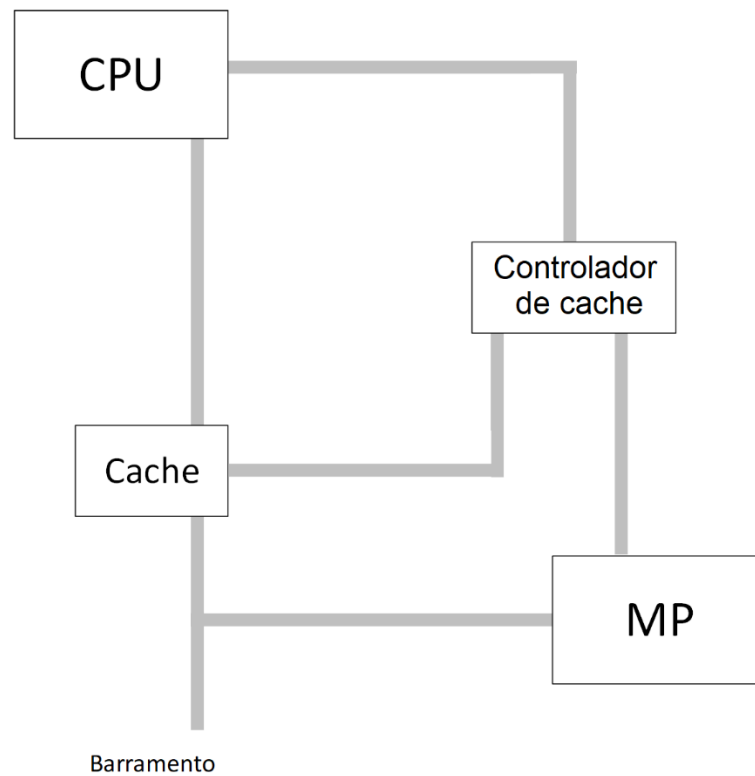 CPU
Controlador
de cache
Cache
MP
Barramento